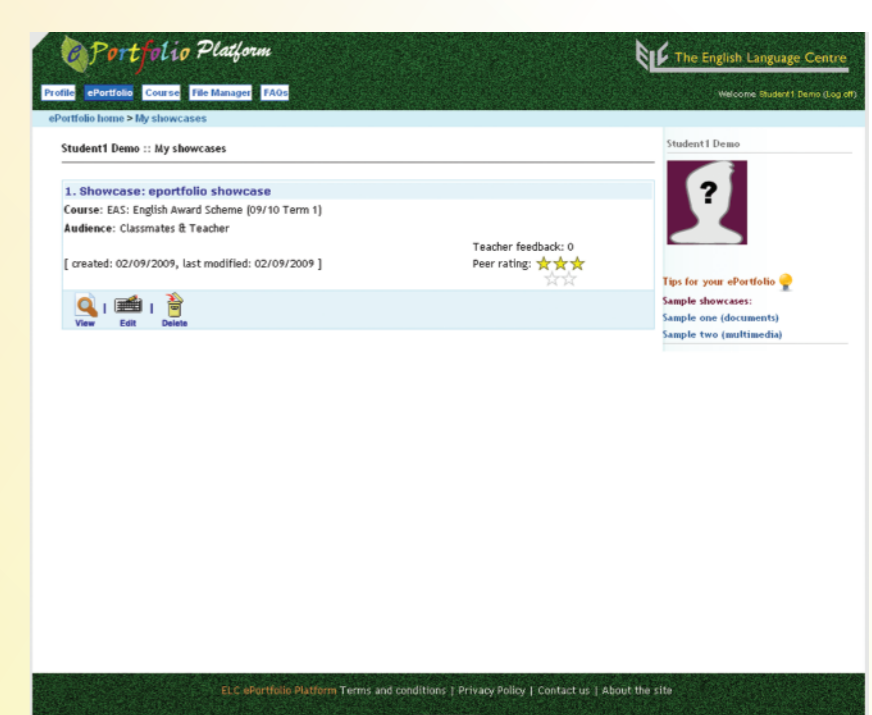 ePortfolio Platform
ELC The English Language Centre
Profile ePortfolio Course File Manager FAQs
Welcome Student1 Demo (Log off)
ePortfolio home > My showcases
Student1 Demo :: My showcases
Student1 Demo
1. Showcase: eportfolio showcase
Course: EAS: English Award Scheme (09/10 Term 1)
Audience: Classmates & Teacher
Teacher feedback: 0
[ created: 02/09/2009, last modified: 02/09/2009 ]
Peer rating:
View | Edit | Delete
?
Tips for your ePortfolio
Sample showcases:
Sample one (documents)
Sample two (multimedia)
ELC ePortfolio Platform Terms and conditions | Privacy Policy | Contact us | About the site